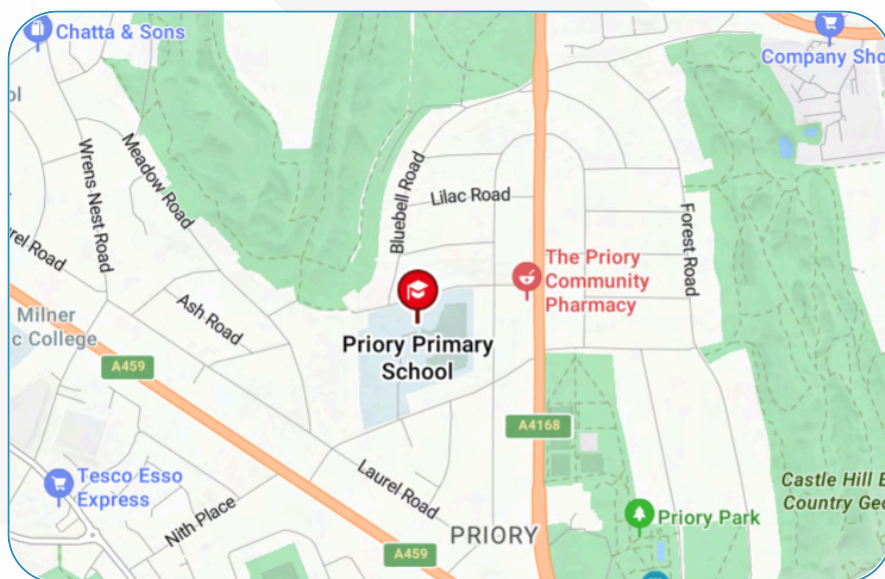 Chatta & Sons
Company Sho
ol
Wrens Nest Road
Meadow Road
Bluebell Road
Lilac Road
Forest Road
rel Road
The Priory
Community
Pharmacy
Ash Road
Milner
c College
Priory Primary
School
A459
A4168
Tesco Esso
Express
Laurel Road
Nith Place
Castle Hill B
Country Geo
Priory Park
PRIORY
A459